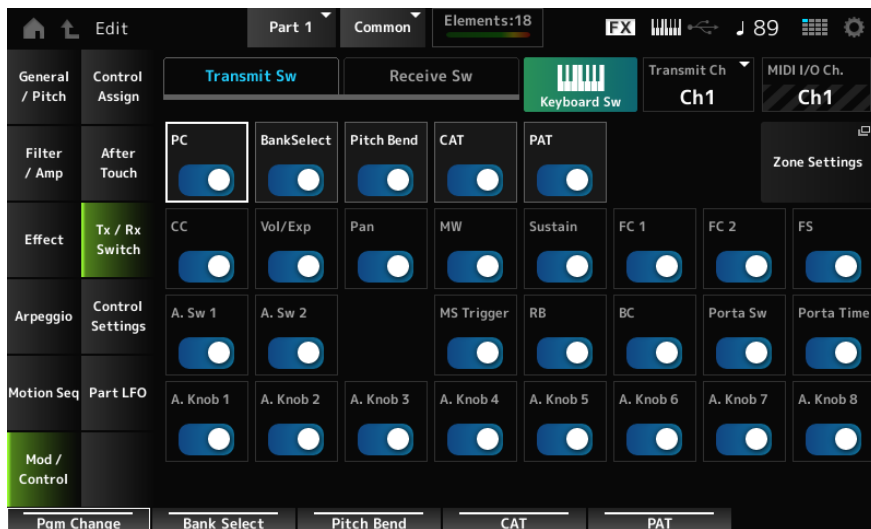 Edit
Part 1
Common
Elements:18
FX
89
General / Pitch
Control Assign
Transmit Sw
Receive Sw
Keyboard Sw
Transmit Ch
Ch1
MIDI I/O Ch.
Ch1
Filter / Amp
After Touch
PC
BankSelect
Pitch Bend
CAT
PAT
Zone Settings
Effect
Tx / Rx Switch
CC
Vol/Exp
Pan
MW
Sustain
FC 1
FC 2
FS
Arpeggio
Control Settings
A. Sw 1
A. Sw 2
MS Trigger
RB
BC
Porta Sw
Porta Time
Motion Seq
Part LFO
A. Knob 1
A. Knob 2
A. Knob 3
A. Knob 4
A. Knob 5
A. Knob 6
A. Knob 7
A. Knob 8
Mod / Control
Pgm Change
Bank Select
Pitch Bend
CAT
PAT